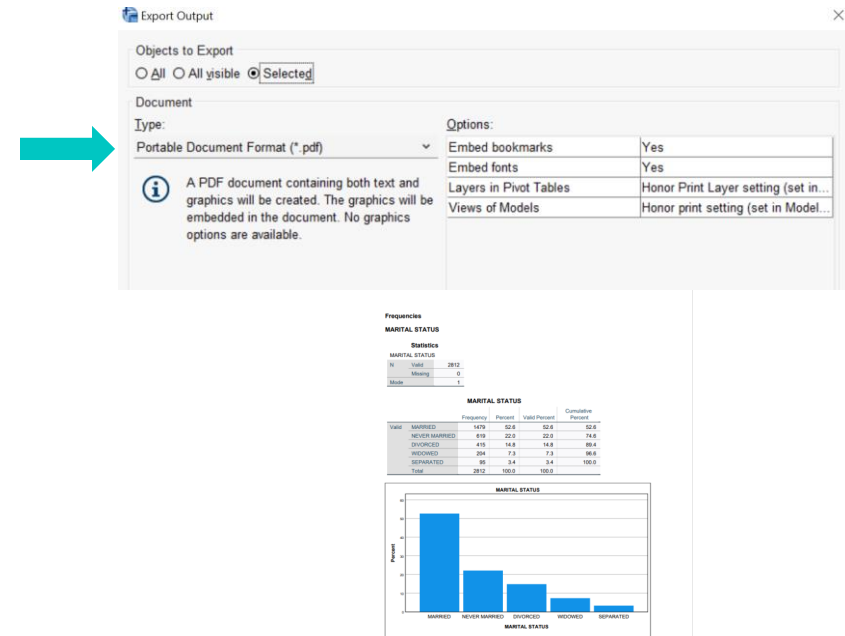 Export Output
Objects to Export
All All visible Selected
Document
Type: Options:
Portable Document Format (*.pdf)
Embed bookmarks Yes
Embed fonts Yes
Layers in Pivot Tables Honor Print Layer setting (set in...
Views of Models Honor print setting (set in Model...
A PDF document containing both text and
graphics will be created. The graphics will be
embedded in the document. No graphics
options are available.
Frequencies
MARITAL STATUS
Statistics
MARITAL STATUS
N Valid 2812
Missing 0
Mode 1
MARITAL STATUS
Frequency Percent Valid Percent Cumulative Percent
Valid MARRIED 1479 52.6 52.6 52.6
NEVER MARRIED 619 22.0 22.0 74.6
DIVORCED 415 14.8 14.8 89.4
WIDOWED 204 7.3 7.3 96.6
SEPARATED 95 3.4 3.4 100.0
Total 2812 100.0 100.0
MARITAL STATUS
Percent
60
50
40
30
20
10
0
MARRIED NEVER MARRIED DIVORCED WIDOWED SEPARATED
MARITAL STATUS